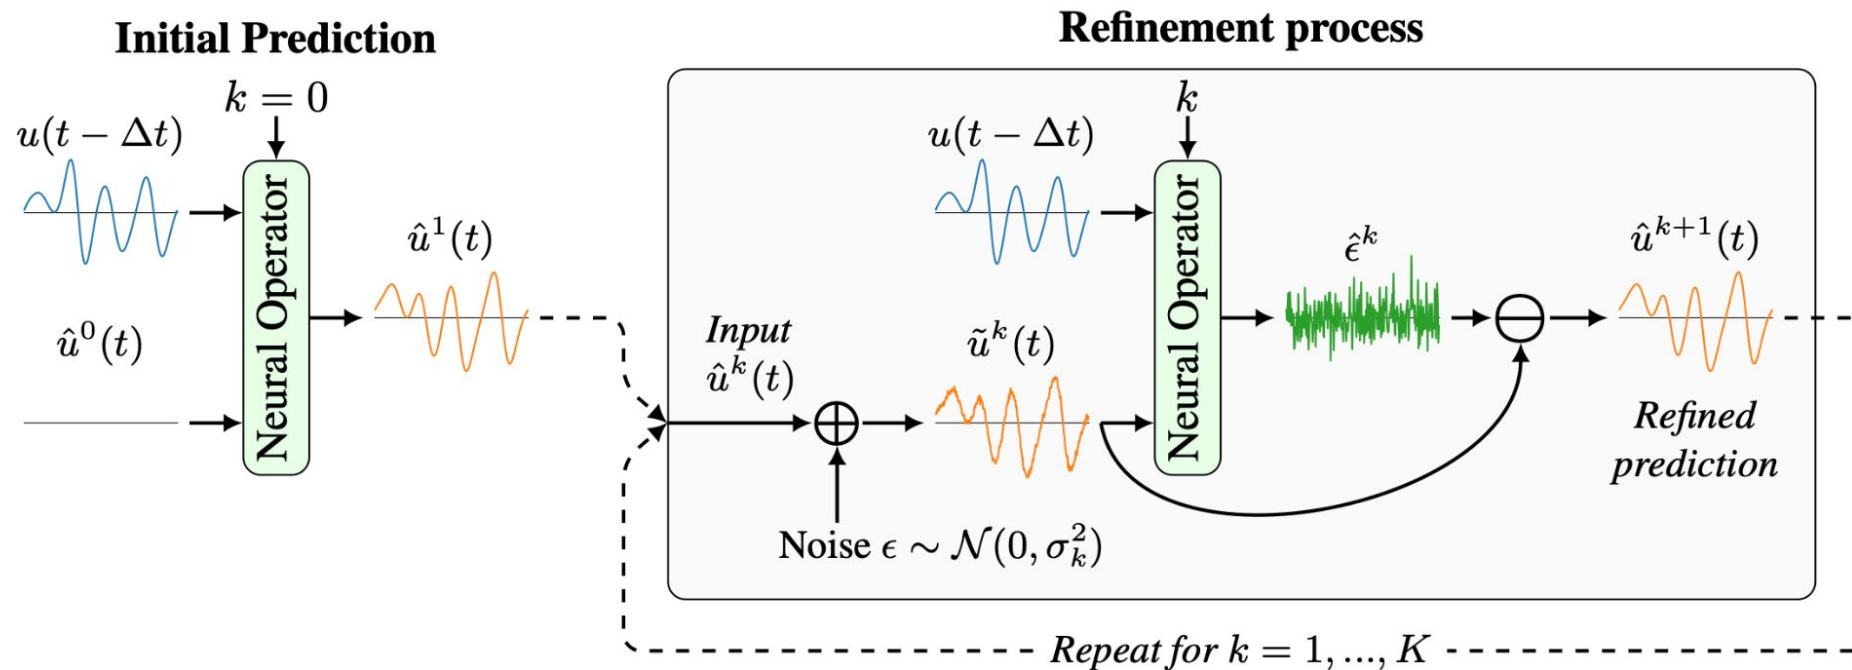 Initial Prediction
k = 0
u(t − Δt)
Neural Operator
û⁰(t)
û¹(t)
Refinement process
k
u(t − Δt)
Neural Operator
Input
ûᵏ(t)
ũᵏ(t)
Noise ϵ ∼ 𝒩(0, σₖ²)
ϵ̂ᵏ
ûᵏ⁺¹(t)
Refined
prediction
Repeat for k = 1, ..., K